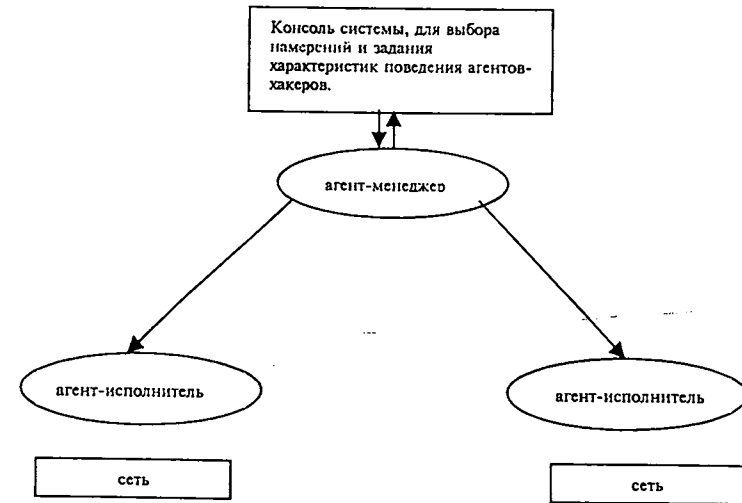 Консоль системы, для выбора
намерений и задания
характеристик поведения агентов-
хакеров.
агент-менеджер
агент-исполнитель
агент-исполнитель
сеть
сеть